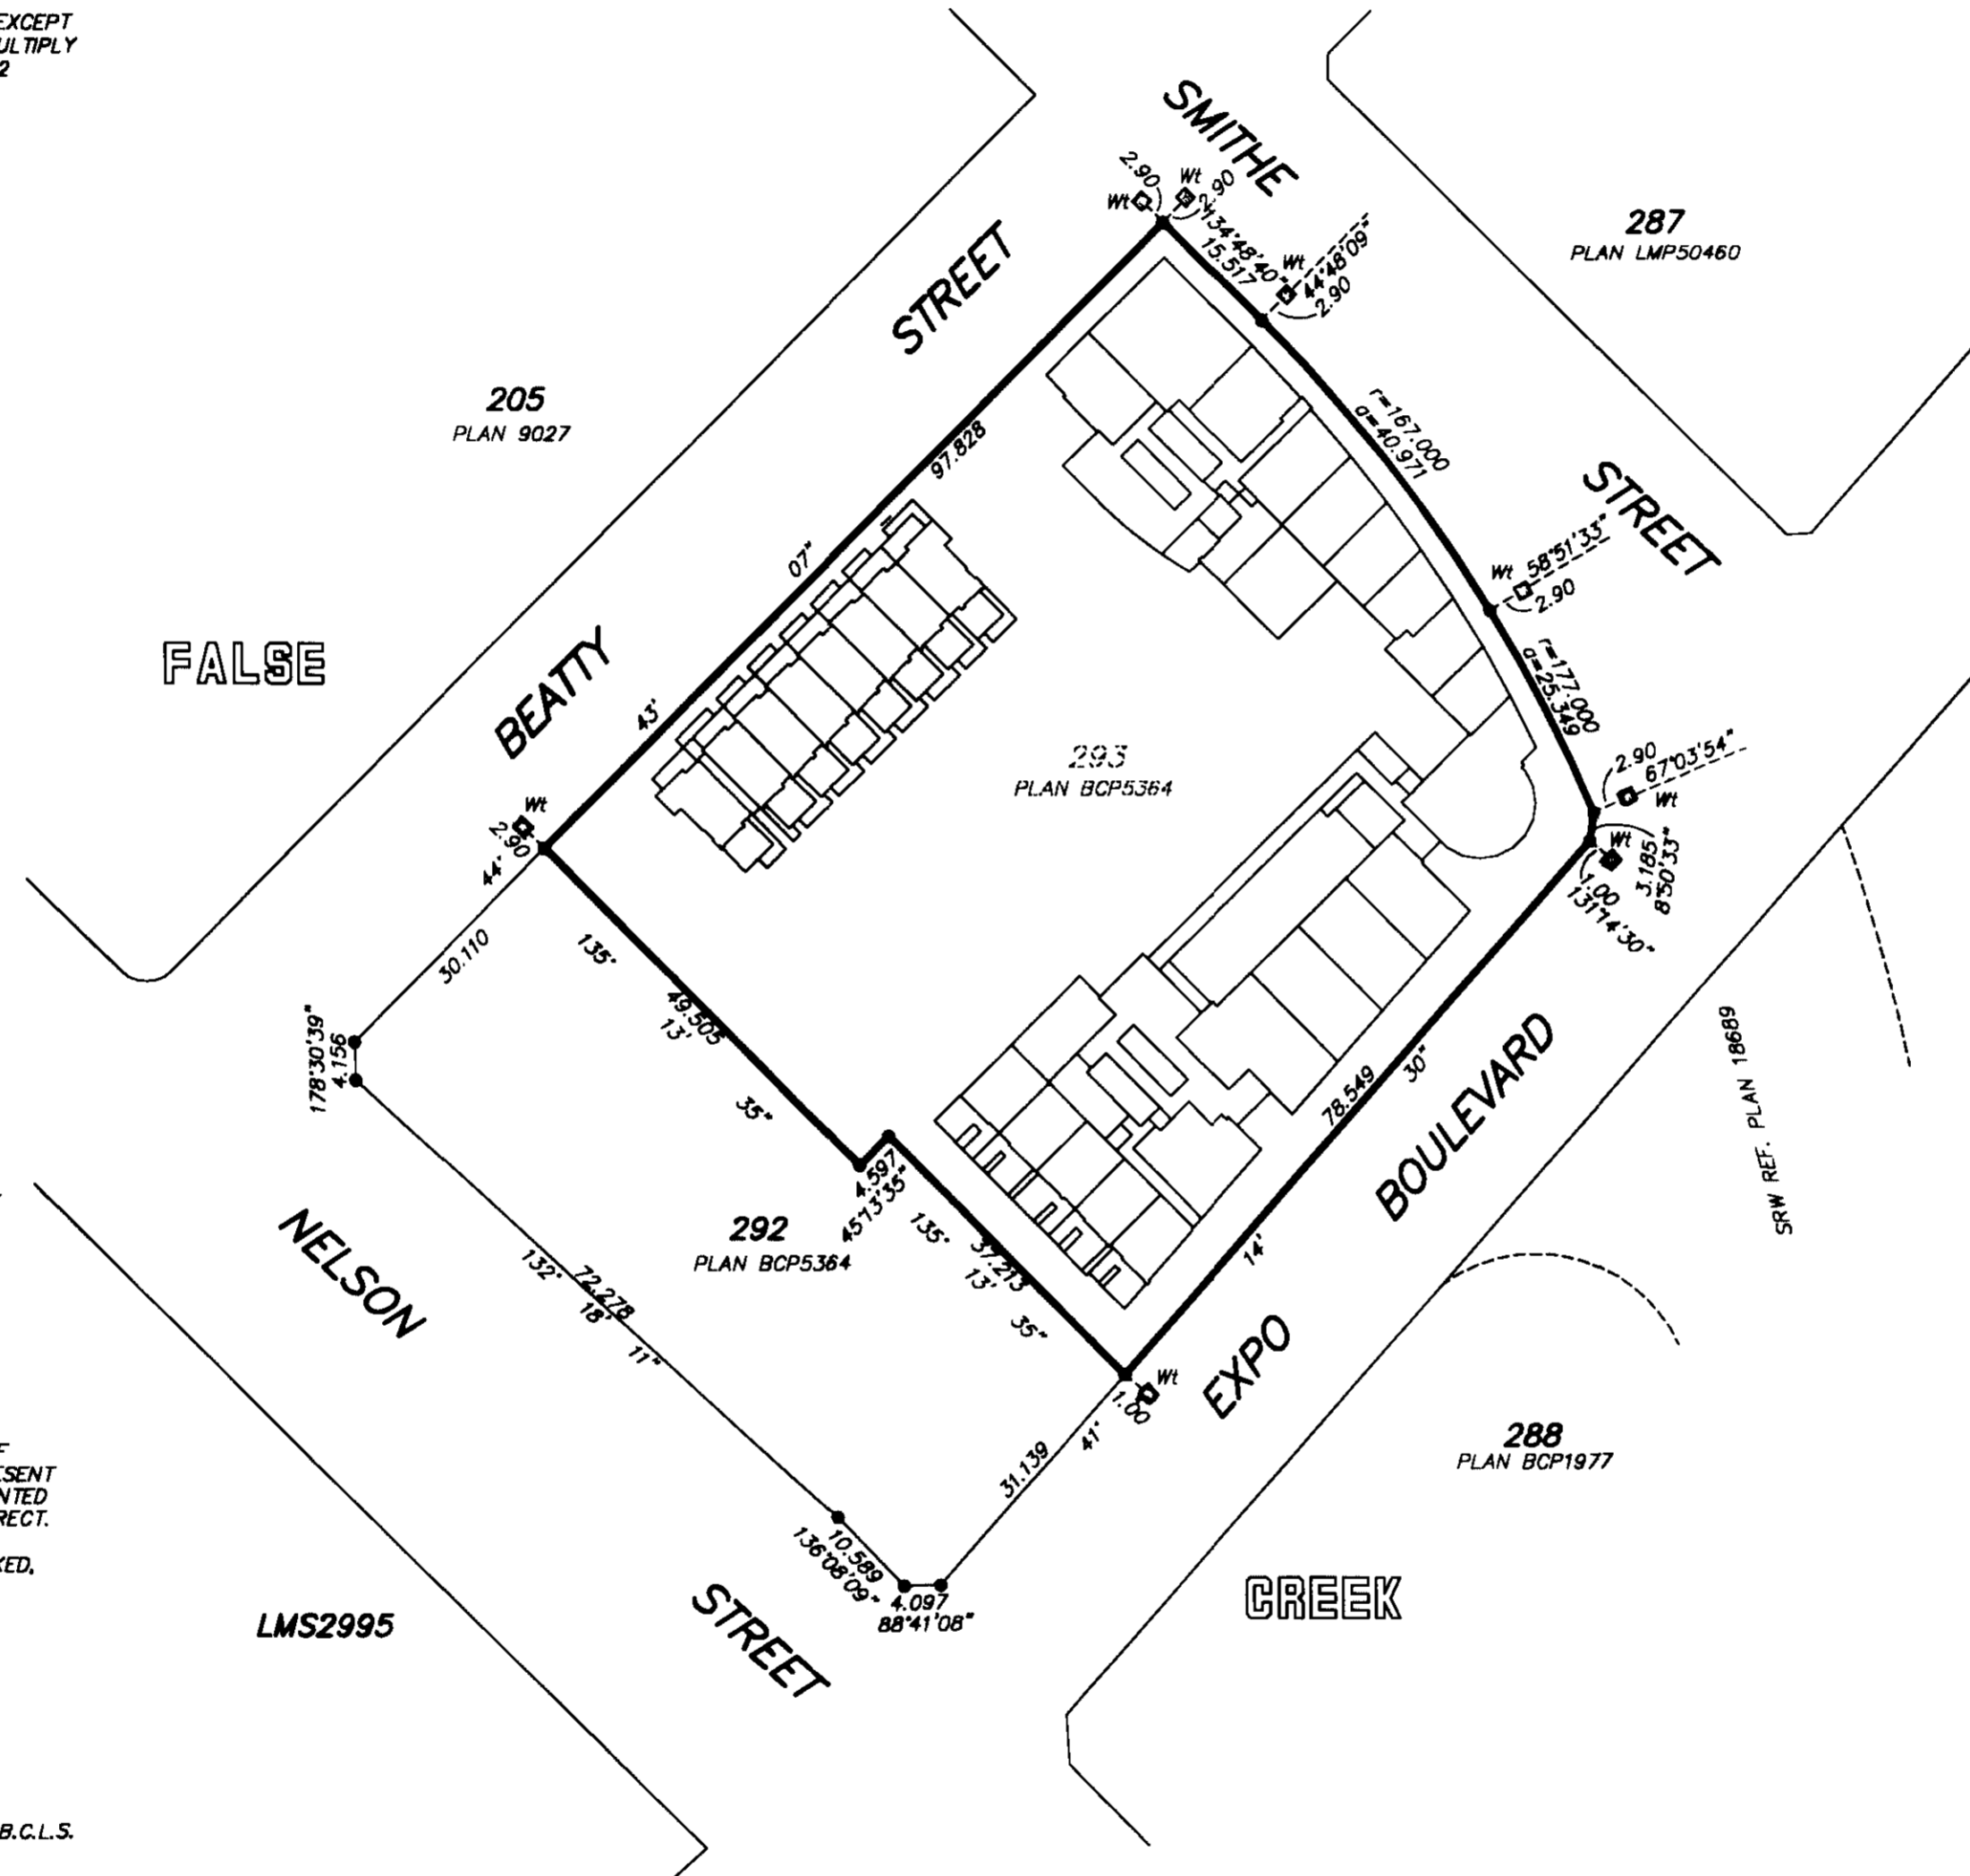 EXCEPT
ULTIPLY
2
SMITHE
STREET
2.90
Wt
Wt
2.90
134°48'40"
15.517
Wt
44°48'09"
2.90
287
PLAN LMP50460
STREET
205
PLAN 9027
97.828
r=167.000
a=40.971
07"
Wt
58°51'33"
2.90
FALSE
BEATTY
43'
r=177.000
a=25.349
293
PLAN BCP5364
2.90
67°03'54"
Wt
Wt
2.90
44°
Wt
3.185
8°50'33"
1.00
131°14'30"
30.110
135°
49.505
13'
35"
178°30'39"
4.156
78.549
30"
BOULEVARD
SRW REF. PLAN 18689
4.597
45°13'35"
292
PLAN BCP5364
135°
37.213
13'
35"
14'
NELSON
132°
72.278
18'
11"
EXPO
Wt
1.00
41°
31.139
288
PLAN BCP1977
ESENT
NTED
RECT.
KED,
10.589
136°08'09"
4.097
88°41'08"
CREEK
LMS2995
STREET
B.C.L.S.